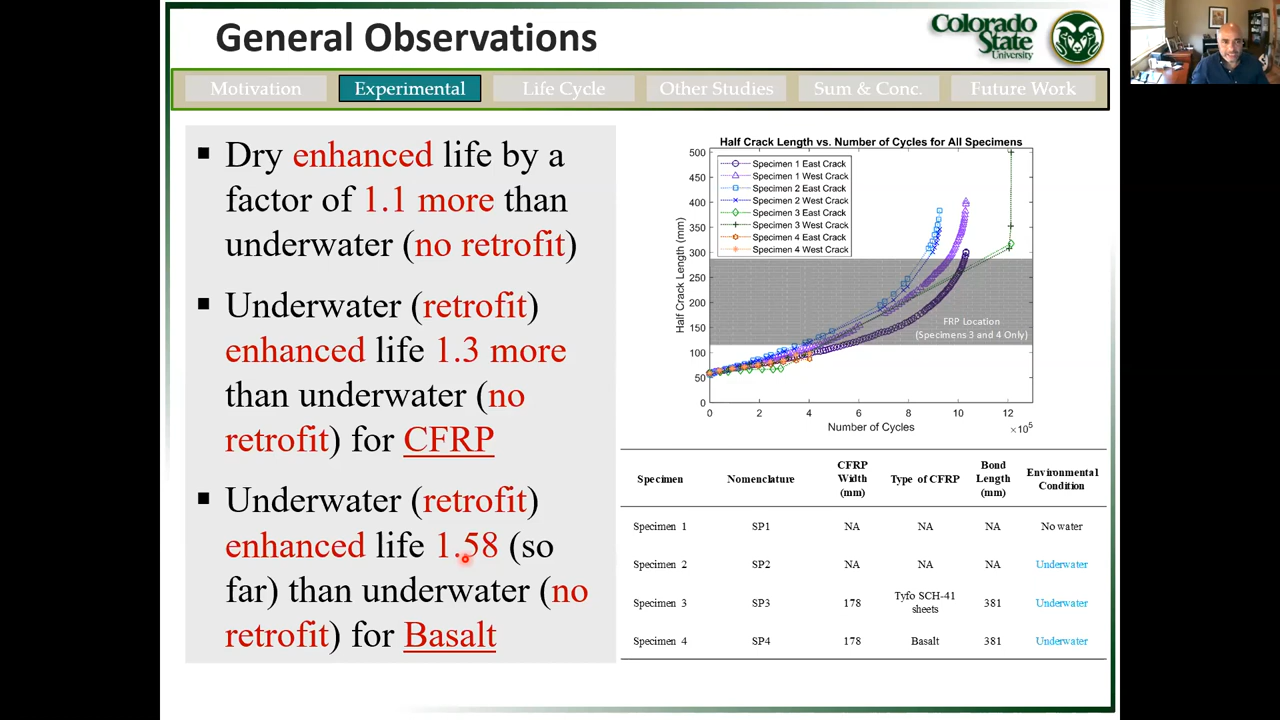 General Observations
Colorado
State
University
Motivation
Experimental
Life Cycle
Other Studies
Sum & Conc.
Future Work
▪ Dry enhanced life by a
factor of 1.1 more than
underwater (no retrofit)
▪ Underwater (retrofit)
enhanced life 1.3 more
than underwater (no
retrofit) for CFRP
▪ Underwater (retrofit)
enhanced life 1.58 (so
far) than underwater (no
retrofit) for Basalt
Half Crack Length vs. Number of Cycles for All Specimens
Specimen 1 East Crack
Specimen 1 West Crack
Specimen 2 East Crack
Specimen 2 West Crack
Specimen 3 East Crack
Specimen 3 West Crack
Specimen 4 East Crack
Specimen 4 West Crack
500
450
400
350
300
250
200
150
100
50
0
Half Crack Length (mm)
FRP Location
(Specimens 3 and 4 Only)
0 2 4 6 8 10 12
Number of Cycles
×10⁵
Specimen Nomenclature CFRP Width (mm) Type of CFRP Bond Length (mm) Environmental Condition
Specimen 1 SP1 NA NA NA No water
Specimen 2 SP2 NA NA NA Underwater
Specimen 3 SP3 178 Tyfo SCH-41 sheets 381 Underwater
Specimen 4 SP4 178 Basalt 381 Underwater